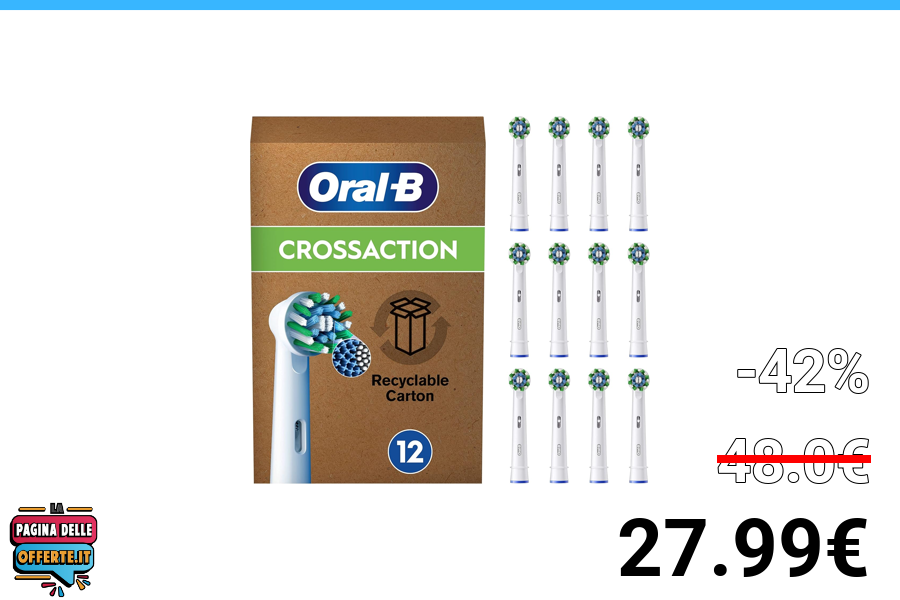 Oral-B
CROSSACTION
Recyclable
Carton
12
-42%
48.0€
27.99€
LA
PAGINA DELLE
OFFERTE.IT